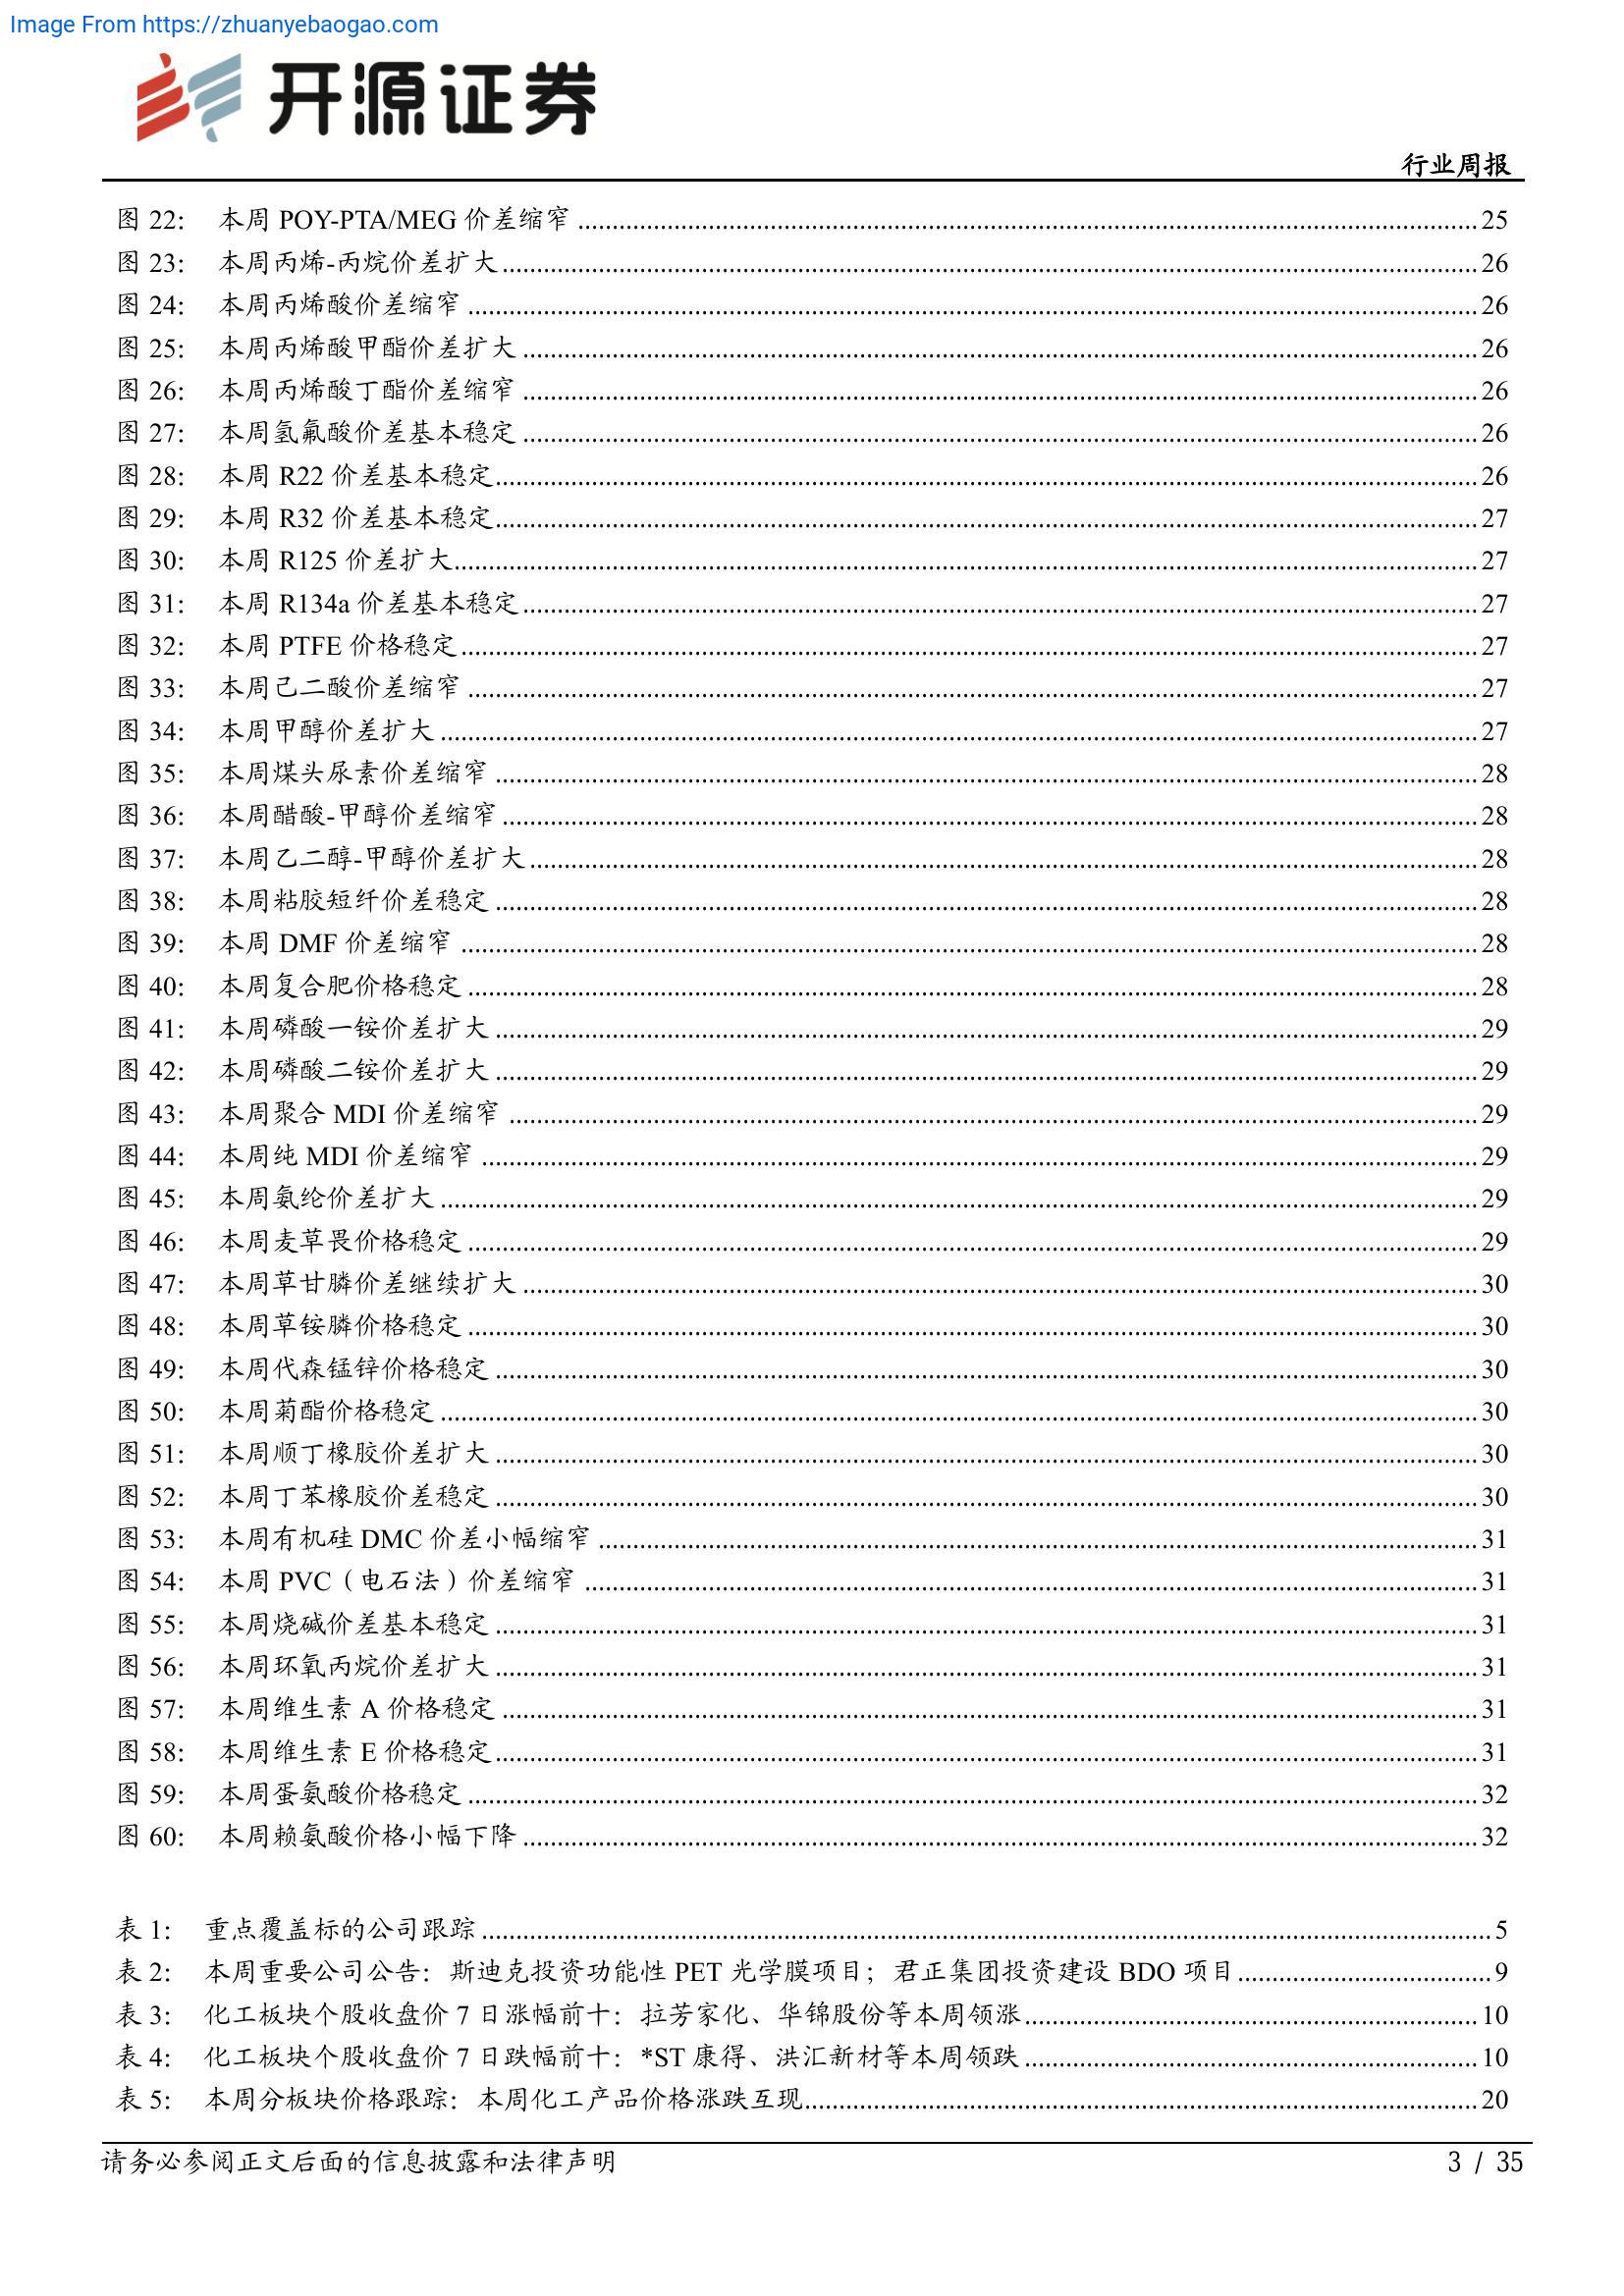 Image From https://zhuanyebaogao.com
开源证券
行业周报
图 22: 本周 POY-PTA/MEG 价差缩窄 25
图 23: 本周丙烯-丙烷价差扩大 26
图 24: 本周丙烯酸价差缩窄 26
图 25: 本周丙烯酸甲酯价差扩大 26
图 26: 本周丙烯酸丁酯价差缩窄 26
图 27: 本周氢氟酸价差基本稳定 26
图 28: 本周 R22 价差基本稳定 26
图 29: 本周 R32 价差基本稳定 27
图 30: 本周 R125 价差扩大 27
图 31: 本周 R134a 价差基本稳定 27
图 32: 本周 PTFE 价格稳定 27
图 33: 本周己二酸价差缩窄 27
图 34: 本周甲醇价差扩大 27
图 35: 本周煤头尿素价差缩窄 28
图 36: 本周醋酸-甲醇价差缩窄 28
图 37: 本周乙二醇-甲醇价差扩大 28
图 38: 本周粘胶短纤价差稳定 28
图 39: 本周 DMF 价差缩窄 28
图 40: 本周复合肥价格稳定 28
图 41: 本周磷酸一铵价差扩大 29
图 42: 本周磷酸二铵价差扩大 29
图 43: 本周聚合 MDI 价差缩窄 29
图 44: 本周纯 MDI 价差缩窄 29
图 45: 本周氨纶价差扩大 29
图 46: 本周麦草畏价格稳定 29
图 47: 本周草甘膦价差继续扩大 30
图 48: 本周草铵膦价格稳定 30
图 49: 本周代森锰锌价格稳定 30
图 50: 本周菊酯价格稳定 30
图 51: 本周顺丁橡胶价差扩大 30
图 52: 本周丁苯橡胶价差稳定 30
图 53: 本周有机硅 DMC 价差小幅缩窄 31
图 54: 本周 PVC（电石法）价差缩窄 31
图 55: 本周烧碱价差基本稳定 31
图 56: 本周环氧丙烷价差扩大 31
图 57: 本周维生素 A 价格稳定 31
图 58: 本周维生素 E 价格稳定 31
图 59: 本周蛋氨酸价格稳定 32
图 60: 本周赖氨酸价格小幅下降 32
表 1: 重点覆盖标的公司跟踪 5
表 2: 本周重要公司公告：斯迪克投资功能性 PET 光学膜项目；君正集团投资建设 BDO 项目 9
表 3: 化工板块个股收盘价 7 日涨幅前十：拉芳家化、华锦股份等本周领涨 10
表 4: 化工板块个股收盘价 7 日跌幅前十：*ST 康得、洪汇新材等本周领跌 10
表 5: 本周分板块价格跟踪：本周化工产品价格涨跌互现 20
请务必参阅正文后面的信息披露和法律声明 3 / 35